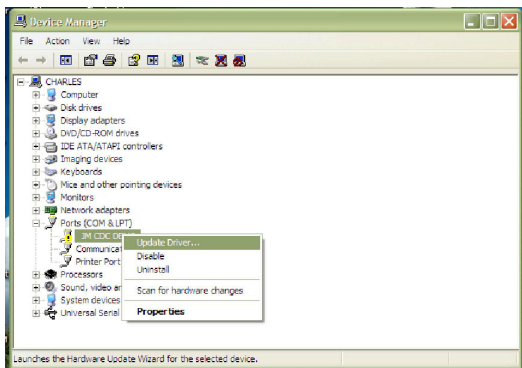 Device Manager
File Action View Help
CHARLES
Computer
Disk drives
Display adapters
DVD/CD-ROM drives
IDE ATA/ATAPI controllers
Imaging devices
Keyboards
Mice and other pointing devices
Monitors
Network adapters
Ports (COM & LPT)
JM CDC DE
Update Driver...
Communicat
Disable
Printer Port
Uninstall
Processors
Sound, video ar
Scan for hardware changes
System devices
Universal Serial
Properties
Launches the Hardware Update Wizard for the selected device.